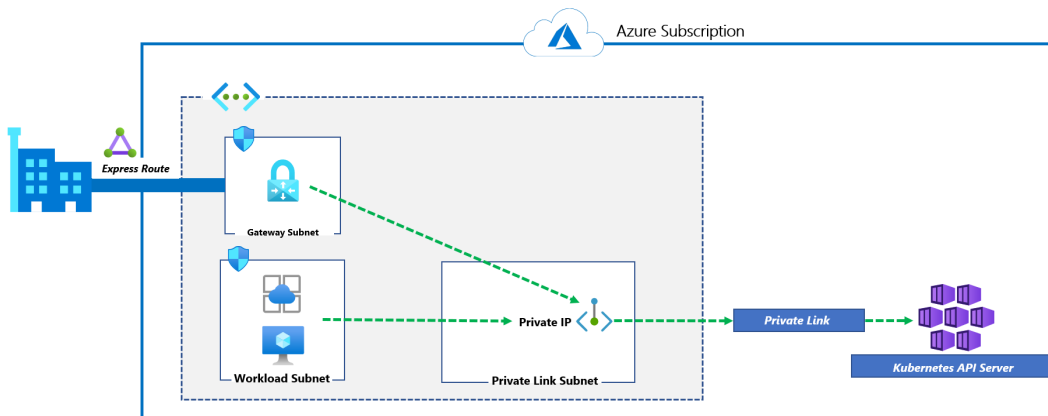 Azure Subscription
Express Route
Gateway Subnet
Private IP
Private Link
Workload Subnet
Private Link Subnet
Kubernetes API Server